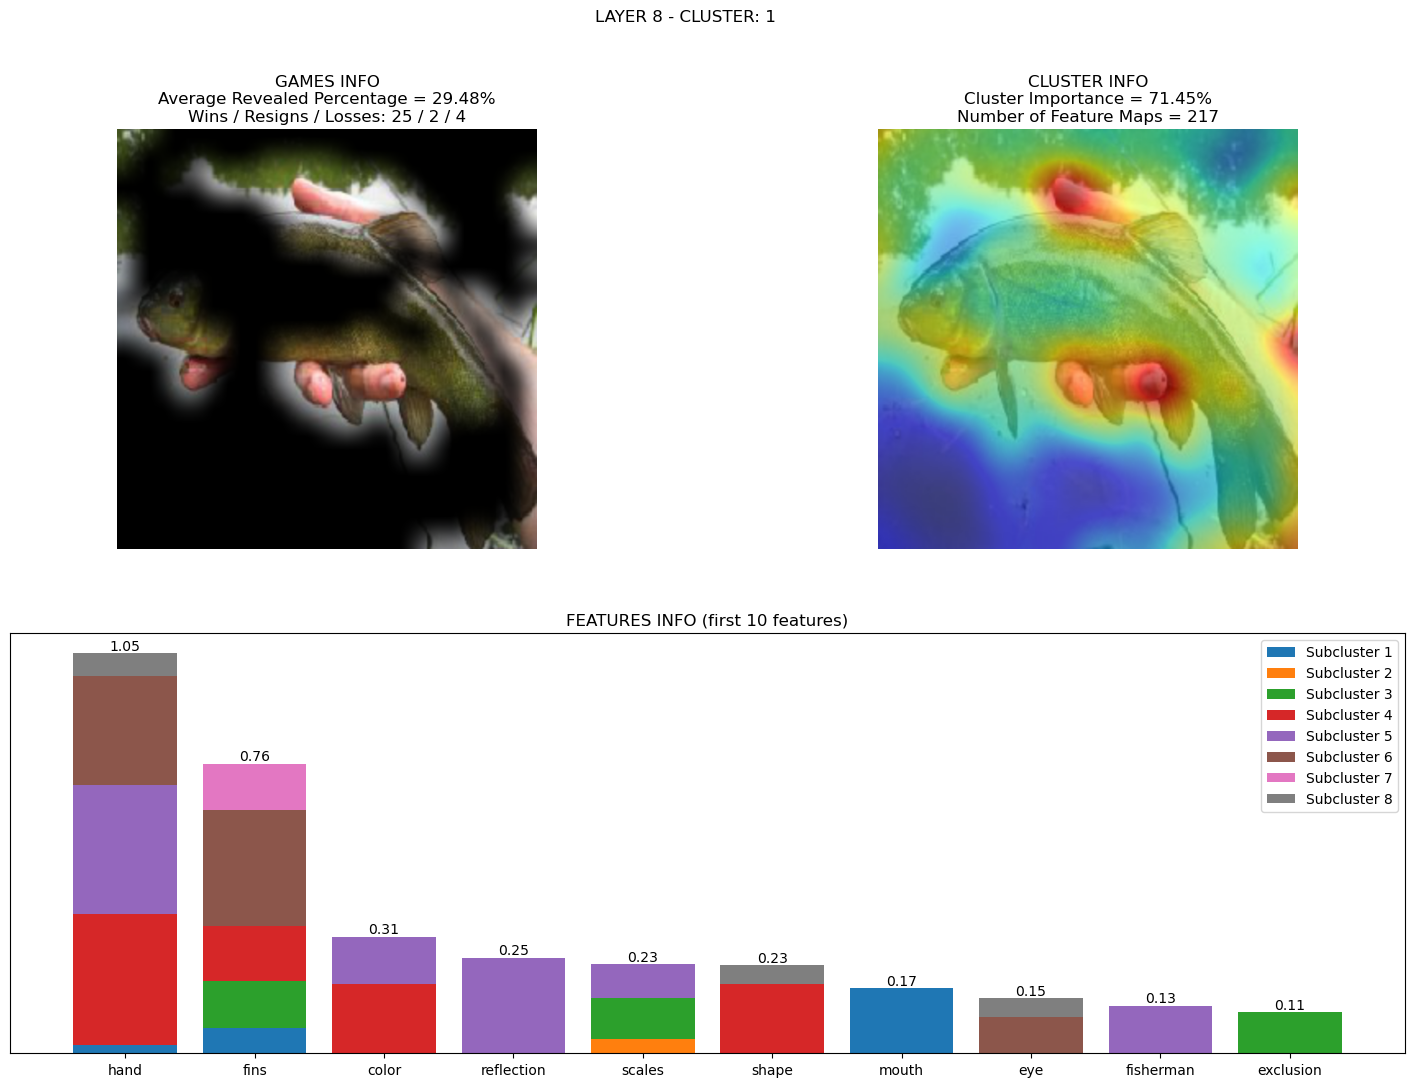 LAYER 8 - CLUSTER: 1
GAMES INFO
Average Revealed Percentage = 29.48%
Wins / Resigns / Losses: 25 / 2 / 4
CLUSTER INFO
Cluster Importance = 71.45%
Number of Feature Maps = 217
FEATURES INFO (first 10 features)
1.05
0.76
0.31
0.25
0.23
0.23
0.17
0.15
0.13
0.11
Subcluster 1
Subcluster 2
Subcluster 3
Subcluster 4
Subcluster 5
Subcluster 6
Subcluster 7
Subcluster 8
hand
fins
color
reflection
scales
shape
mouth
eye
fisherman
exclusion